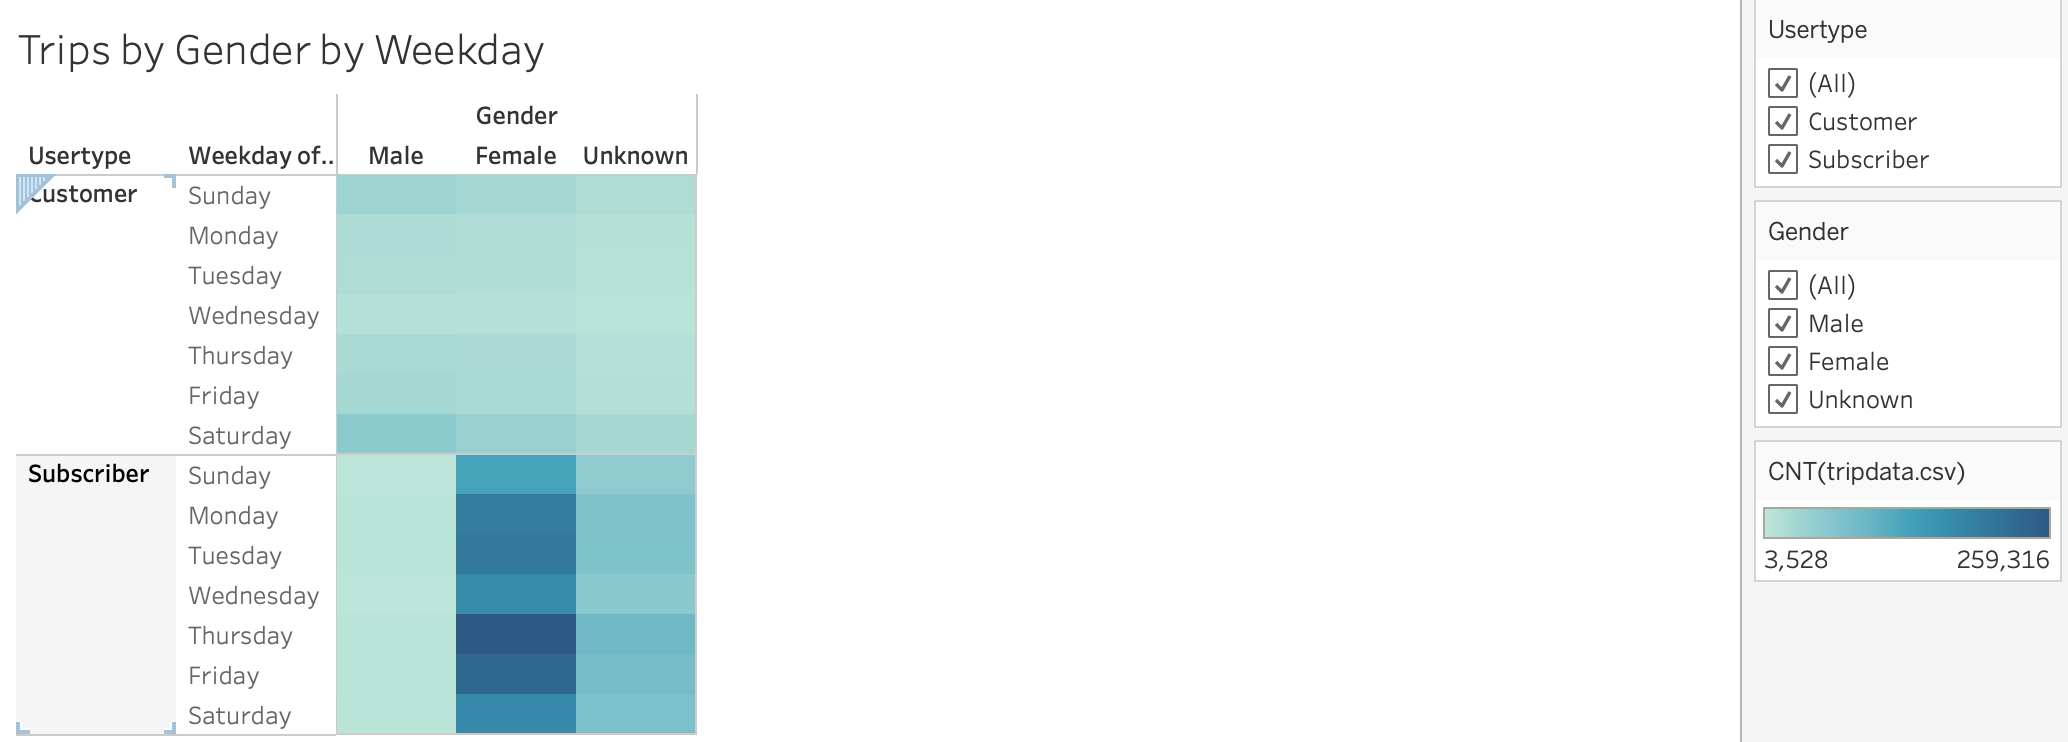 Trips by Gender by Weekday
Gender
Usertype Weekday of.. Male Female Unknown
Customer Sunday
Monday
Tuesday
Wednesday
Thursday
Friday
Saturday
Subscriber Sunday
Monday
Tuesday
Wednesday
Thursday
Friday
Saturday
Usertype
(All)
Customer
Subscriber
Gender
(All)
Male
Female
Unknown
CNT(tripdata.csv)
3,528 259,316